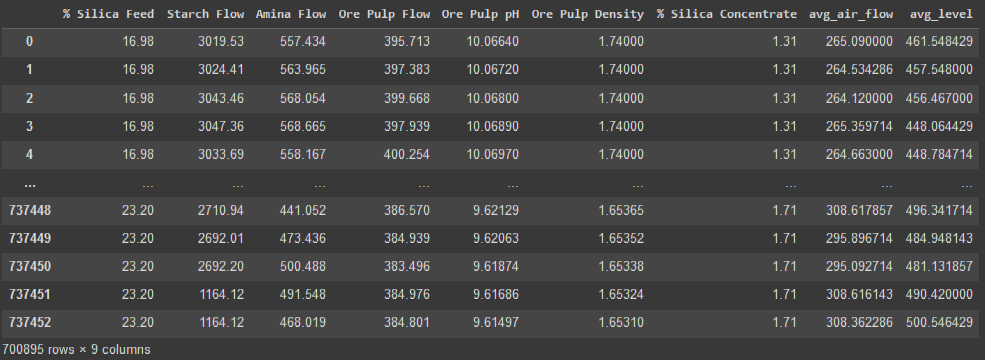 % Silica Feed Starch Flow Amina Flow Ore Pulp Flow Ore Pulp pH Ore Pulp Density % Silica Concentrate avg_air_flow avg_level
0 16.98 3019.53 557.434 395.713 10.06640 1.74000 1.31 265.090000 461.548429
1 16.98 3024.41 563.965 397.383 10.06720 1.74000 1.31 264.534286 457.548000
2 16.98 3043.46 568.054 399.668 10.06800 1.74000 1.31 264.120000 456.467000
3 16.98 3047.36 568.665 397.939 10.06890 1.74000 1.31 265.359714 448.064429
4 16.98 3033.69 558.167 400.254 10.06970 1.74000 1.31 264.663000 448.784714
... ... ... ... ... ... ... ... ... ...
737448 23.20 2710.94 441.052 386.570 9.62129 1.65365 1.71 308.617857 496.341714
737449 23.20 2692.01 473.436 384.939 9.62063 1.65352 1.71 295.896714 484.948143
737450 23.20 2692.20 500.488 383.496 9.61874 1.65338 1.71 295.092714 481.131857
737451 23.20 1164.12 491.548 384.976 9.61686 1.65324 1.71 308.616143 490.420000
737452 23.20 1164.12 468.019 384.801 9.61497 1.65310 1.71 308.362286 500.546429
700895 rows × 9 columns